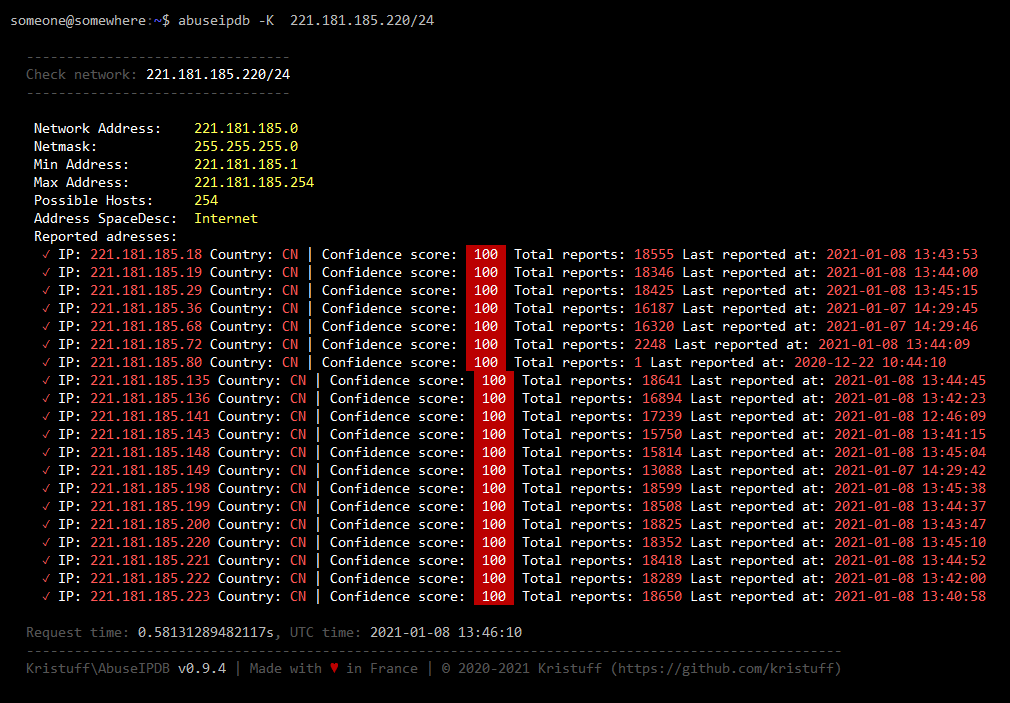 someone@somewhere:~$ abuseipdb -K  221.181.185.220/24
---------------------------------
Check network: 221.181.185.220/24
---------------------------------
Network Address:    221.181.185.0
Netmask:            255.255.255.0
Min Address:        221.181.185.1
Max Address:        221.181.185.254
Possible Hosts:     254
Address SpaceDesc:  Internet
Reported adresses:
✓ IP: 221.181.185.18 Country: CN | Confidence score:  100  Total reports: 18555 Last reported at: 2021-01-08 13:43:53
✓ IP: 221.181.185.19 Country: CN | Confidence score:  100  Total reports: 18346 Last reported at: 2021-01-08 13:44:00
✓ IP: 221.181.185.29 Country: CN | Confidence score:  100  Total reports: 18425 Last reported at: 2021-01-08 13:45:15
✓ IP: 221.181.185.36 Country: CN | Confidence score:  100  Total reports: 16187 Last reported at: 2021-01-07 14:29:45
✓ IP: 221.181.185.68 Country: CN | Confidence score:  100  Total reports: 16320 Last reported at: 2021-01-07 14:29:46
✓ IP: 221.181.185.72 Country: CN | Confidence score:  100  Total reports: 2248 Last reported at: 2021-01-08 13:44:09
✓ IP: 221.181.185.80 Country: CN | Confidence score:  100  Total reports: 1 Last reported at: 2020-12-22 10:44:10
✓ IP: 221.181.185.135 Country: CN | Confidence score:  100  Total reports: 18641 Last reported at: 2021-01-08 13:44:45
✓ IP: 221.181.185.136 Country: CN | Confidence score:  100  Total reports: 16894 Last reported at: 2021-01-08 13:42:23
✓ IP: 221.181.185.141 Country: CN | Confidence score:  100  Total reports: 17239 Last reported at: 2021-01-08 12:46:09
✓ IP: 221.181.185.143 Country: CN | Confidence score:  100  Total reports: 15750 Last reported at: 2021-01-08 13:41:15
✓ IP: 221.181.185.148 Country: CN | Confidence score:  100  Total reports: 15814 Last reported at: 2021-01-08 13:45:04
✓ IP: 221.181.185.149 Country: CN | Confidence score:  100  Total reports: 13088 Last reported at: 2021-01-07 14:29:42
✓ IP: 221.181.185.198 Country: CN | Confidence score:  100  Total reports: 18599 Last reported at: 2021-01-08 13:45:38
✓ IP: 221.181.185.199 Country: CN | Confidence score:  100  Total reports: 18508 Last reported at: 2021-01-08 13:44:37
✓ IP: 221.181.185.200 Country: CN | Confidence score:  100  Total reports: 18825 Last reported at: 2021-01-08 13:43:47
✓ IP: 221.181.185.220 Country: CN | Confidence score:  100  Total reports: 18352 Last reported at: 2021-01-08 13:45:10
✓ IP: 221.181.185.221 Country: CN | Confidence score:  100  Total reports: 18418 Last reported at: 2021-01-08 13:44:52
✓ IP: 221.181.185.222 Country: CN | Confidence score:  100  Total reports: 18289 Last reported at: 2021-01-08 13:42:00
✓ IP: 221.181.185.223 Country: CN | Confidence score:  100  Total reports: 18650 Last reported at: 2021-01-08 13:40:58
Request time: 0.58131289482117s, UTC time: 2021-01-08 13:46:10
------------------------------------------------------------------------------------------------------
Kristuff\AbuseIPDB v0.9.4 | Made with ♥ in France | © 2020-2021 Kristuff (https://github.com/kristuff)